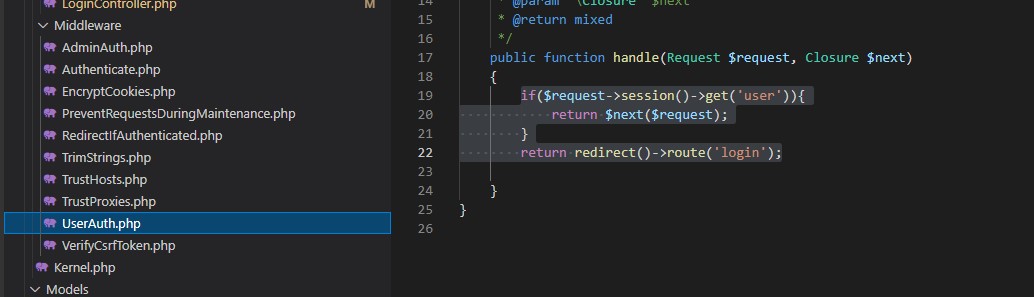 LoginController.php M
Middleware
AdminAuth.php
Authenticate.php
EncryptCookies.php
PreventRequestsDuringMaintenance.php
RedirectIfAuthenticated.php
TrimStrings.php
TrustHosts.php
TrustProxies.php
UserAuth.php
VerifyCsrfToken.php
Kernel.php
Models
14 * @param \Closure $next
15 * @return mixed
16 */
17 public function handle(Request $request, Closure $next)
18 {
19 if($request->session()->get('user')){
20 return $next($request);
21 }
22 return redirect()->route('login');
23
24 }
25 }
26